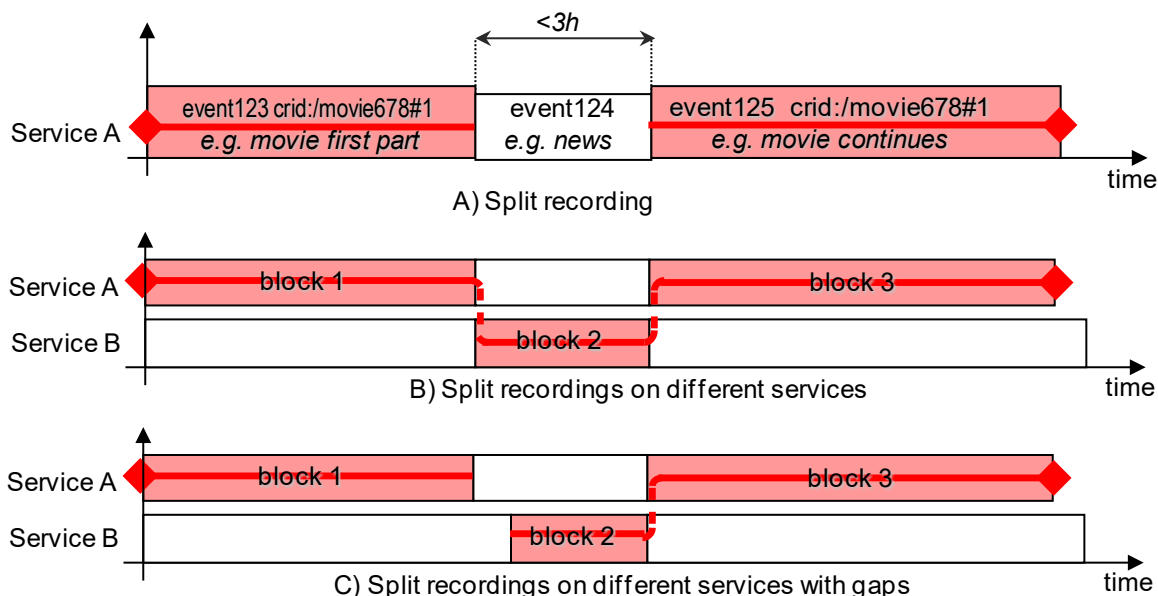 <3h
event123 crid:/movie678#1 event124 event125 crid:/movie678#1
Service A
e.g. movie first part e.g. news e.g. movie continues
time
A) Split recording
Service A block 1 block 3
Service B block 2
time
B) Split recordings on different services
Service A block 1 block 3
Service B block 2
time
C) Split recordings on different services with gaps